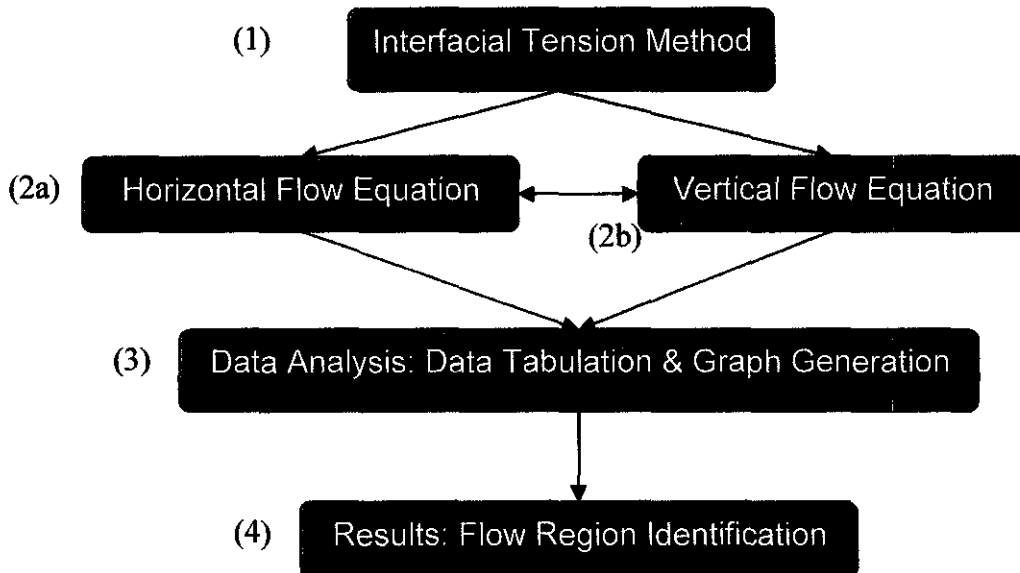 (1)
Interfacial Tension Method
(2a)
Horizontal Flow Equation
Vertical Flow Equation
(2b)
(3)
Data Analysis: Data Tabulation & Graph Generation
(4)
Results: Flow Region Identification